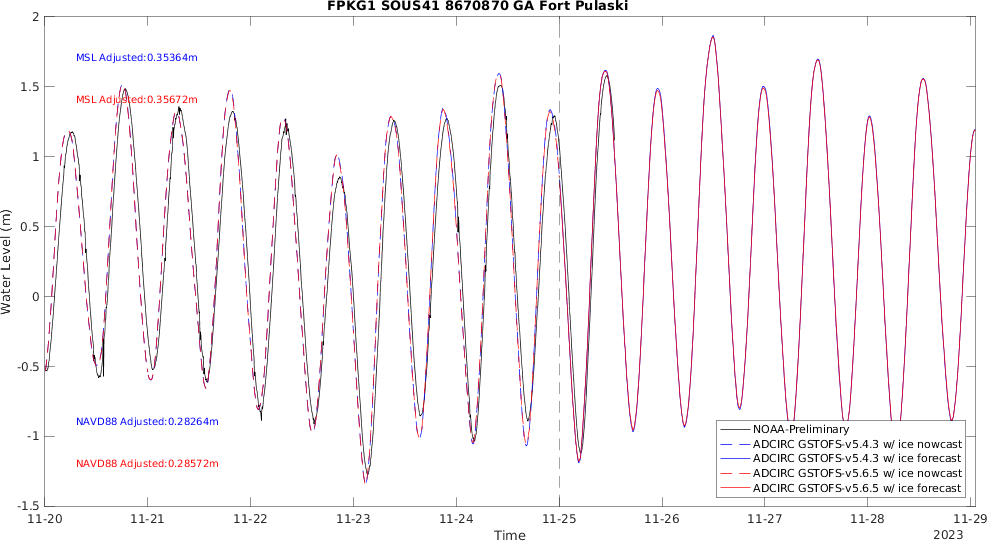 FPKG1 SOUS41 8670870 GA Fort Pulaski
2
1.5
1
0.5
0
-0.5
-1
-1.5
Water Level (m)
MSL Adjusted:0.35364m
MSL Adjusted:0.35672m
NAVD88 Adjusted:0.28264m
NAVD88 Adjusted:0.28572m
NOAA-Preliminary
ADCIRC GSTOFS-v5.4.3 w/ ice nowcast
ADCIRC GSTOFS-v5.4.3 w/ ice forecast
ADCIRC GSTOFS-v5.6.5 w/ ice nowcast
ADCIRC GSTOFS-v5.6.5 w/ ice forecast
11-20 11-21 11-22 11-23 11-24 11-25 11-26 11-27 11-28 11-29
Time
2023